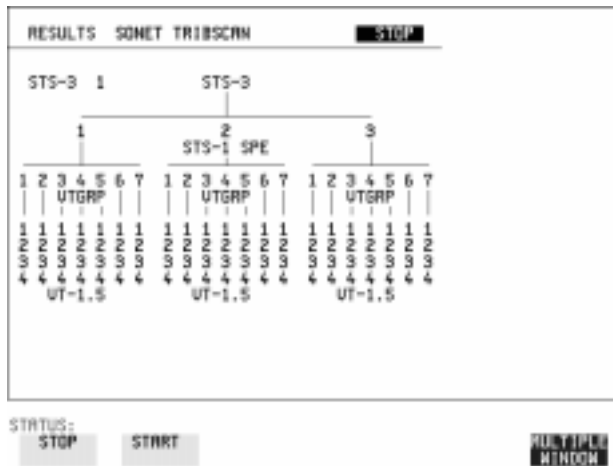 RESULTS SONET TRIBSCAN STOP
STS-3 1 STS-3
1 2 3
STS-1 SPE
1 2 3 4 5 6 7 1 2 3 4 5 6 7 1 2 3 4 5 6 7
VTGRP VTGRP VTGRP
1 1 1 1 1 1 1 1 1 1 1 1 1 1 1 1 1 1 1 1 1
2 2 2 2 2 2 2 2 2 2 2 2 2 2 2 2 2 2 2 2 2
3 3 3 3 3 3 3 3 3 3 3 3 3 3 3 3 3 3 3 3 3
4 4 4 4 4 4 4 4 4 4 4 4 4 4 4 4 4 4 4 4 4
VT-1.5 VT-1.5 VT-1.5
STATUS:
STOP START MULTIPLE
WINDOW